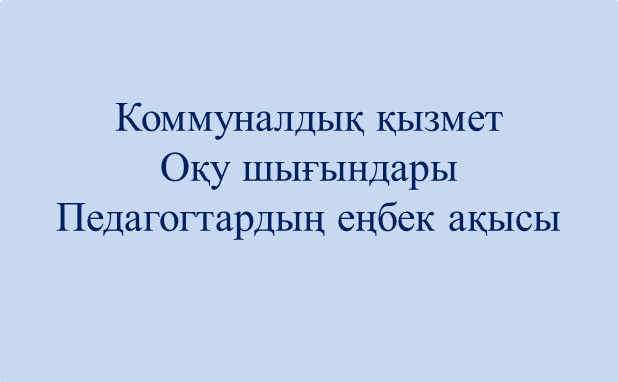 Коммуналдық қызмет
Оқу шығындары
Педагогтардың еңбек ақысы